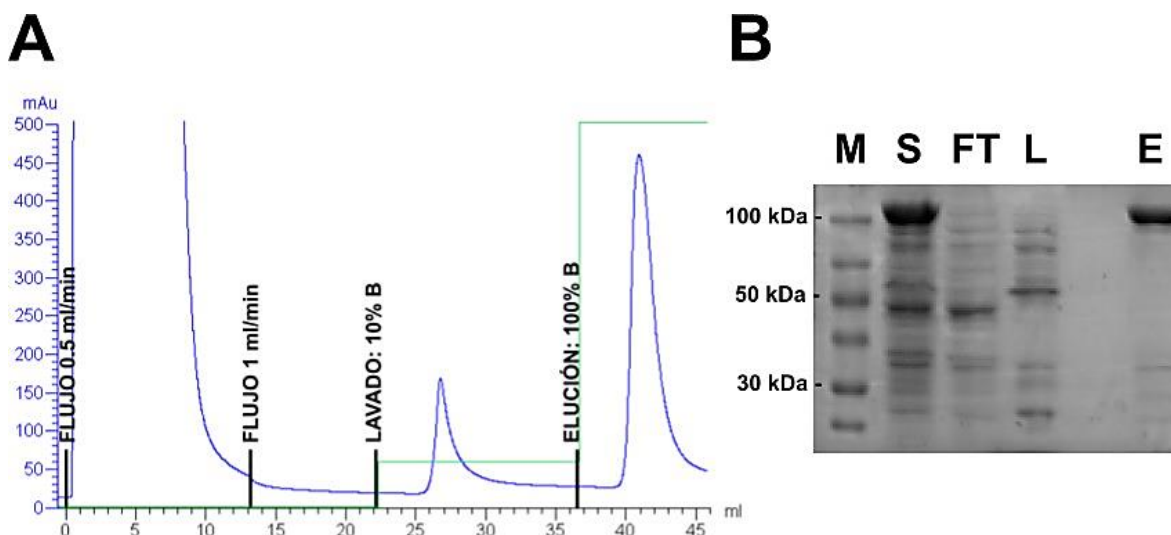 A
B
mAu
500
450
400
350
300
250
200
150
100
50
0
FLUJO 0.5 ml/min
FLUJO 1 ml/min
LAVADO: 10% B
ELUCIÓN: 100% B
0 5 10 15 20 25 30 35 40 45 ml
M S FT L E
100 kDa -
50 kDa -
30 kDa -